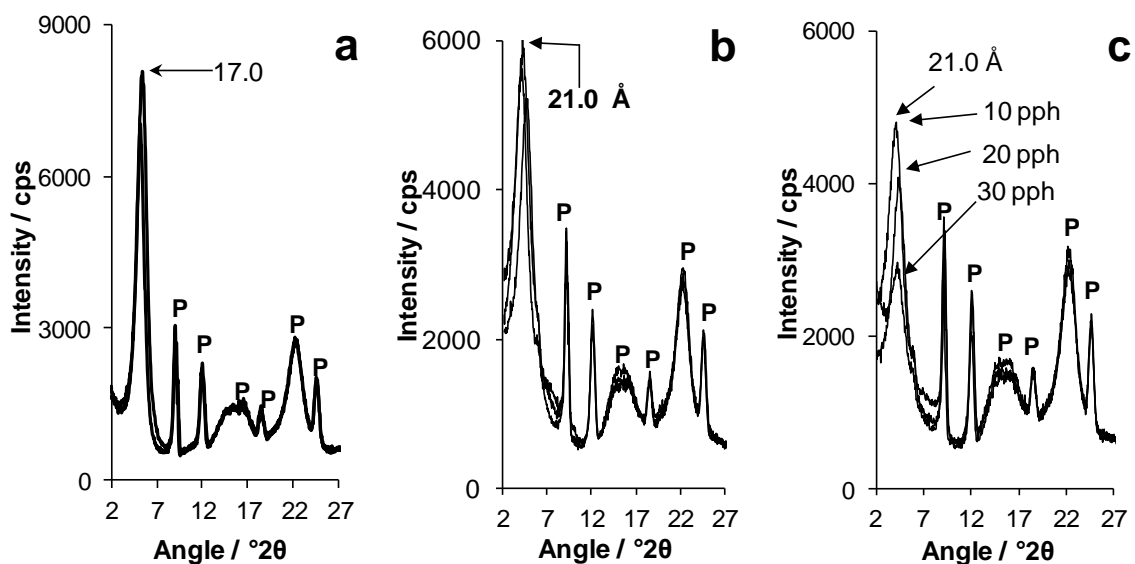 a
9000
6000
3000
0
Intensity / cps
17.0
P
P
P
P
P
P
2
7
12
17
22
27
Angle / °2θ
b
6000
4000
2000
0
Intensity / cps
21.0 Å
P
P
P
P
P
P
2
7
12
17
22
27
Angle / °2θ
c
6000
4000
2000
0
Intensity / cps
21.0 Å
10 pph
20 pph
30 pph
P
P
P
P
P
P
2
7
12
17
22
27
Angle / °2θ